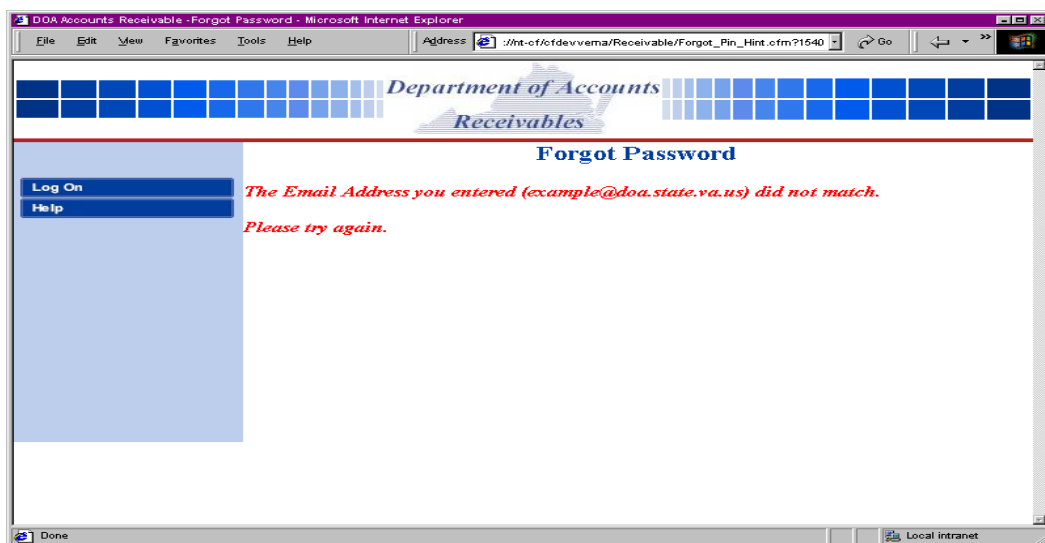 DOA Accounts Receivable -Forgot Password - Microsoft Internet Explorer
File Edit View Favorites Tools Help Address ://nt-cf/cfdevvema/Receivable/Forgot_Pin_Hint.cfm?1540 Go »
Department of Accounts
Receivables
Forgot Password
Log On
Help
The Email Address you entered (example@doa.state.va.us) did not match.
Please try again.
Done Local intranet